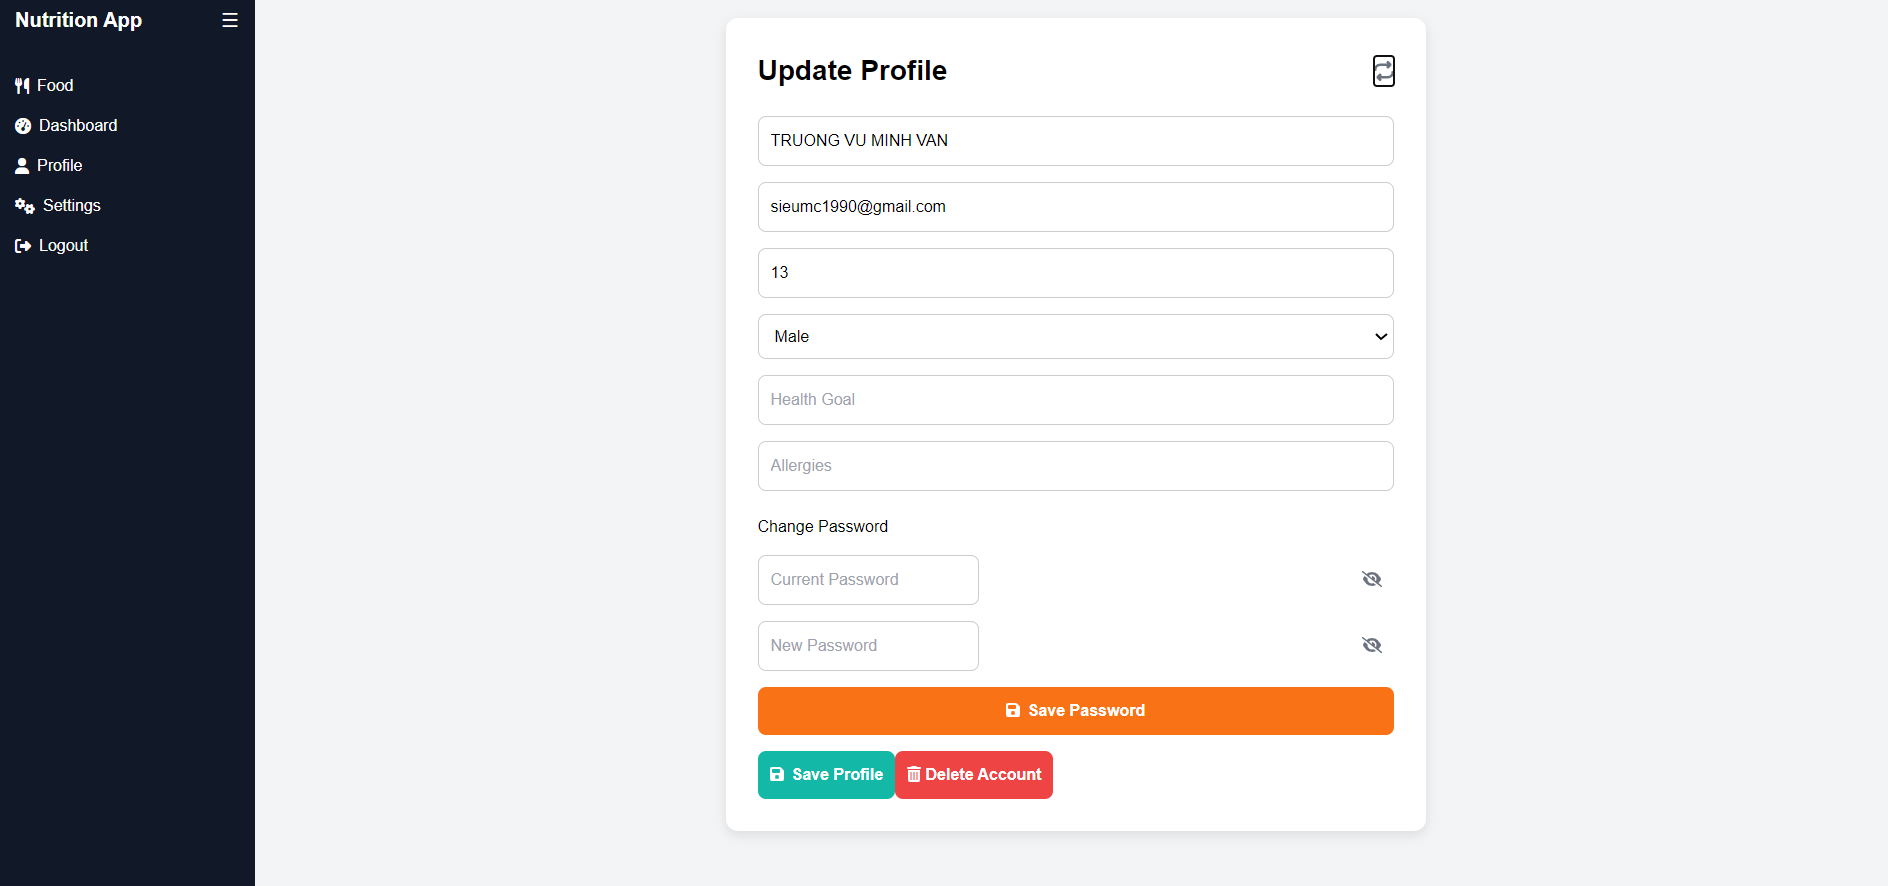 Nutrition App
Food
Dashboard
Profile
Settings
Logout
Update Profile
TRUONG VU MINH VAN
sieumc1990@gmail.com
13
Male
Health Goal
Allergies
Change Password
Current Password
New Password
Save Password
Save Profile
Delete Account